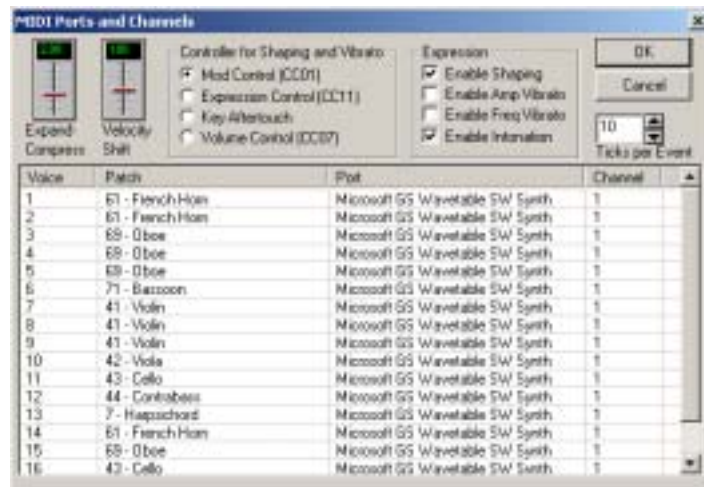 MIDI Ports and Channels
Expand Compress
Velocity Shift
Controller for Shaping and Vibrato
Mod Control (CC01)
Expression Control (CC11)
Key Aftertouch
Volume Control (CC07)
Expression
Enable Shaping
Enable Amp Vibrato
Enable Freq Vibrato
Enable Intonation
OK
Cancel
10
Ticks per Event
Voice Patch Port Channel
1 61 - French Horn Microsoft GS Wavetable SW Synth 1
2 61 - French Horn Microsoft GS Wavetable SW Synth 1
3 69 - Oboe Microsoft GS Wavetable SW Synth 1
4 69 - Oboe Microsoft GS Wavetable SW Synth 1
5 69 - Oboe Microsoft GS Wavetable SW Synth 1
6 71 - Bassoon Microsoft GS Wavetable SW Synth 1
7 41 - Violin Microsoft GS Wavetable SW Synth 1
8 41 - Violin Microsoft GS Wavetable SW Synth 1
9 41 - Violin Microsoft GS Wavetable SW Synth 1
10 42 - Viola Microsoft GS Wavetable SW Synth 1
11 43 - Cello Microsoft GS Wavetable SW Synth 1
12 44 - Contrabass Microsoft GS Wavetable SW Synth 1
13 7 - Harpsichord Microsoft GS Wavetable SW Synth 1
14 61 - French Horn Microsoft GS Wavetable SW Synth 1
15 69 - Oboe Microsoft GS Wavetable SW Synth 1
16 43 - Cello Microsoft GS Wavetable SW Synth 1